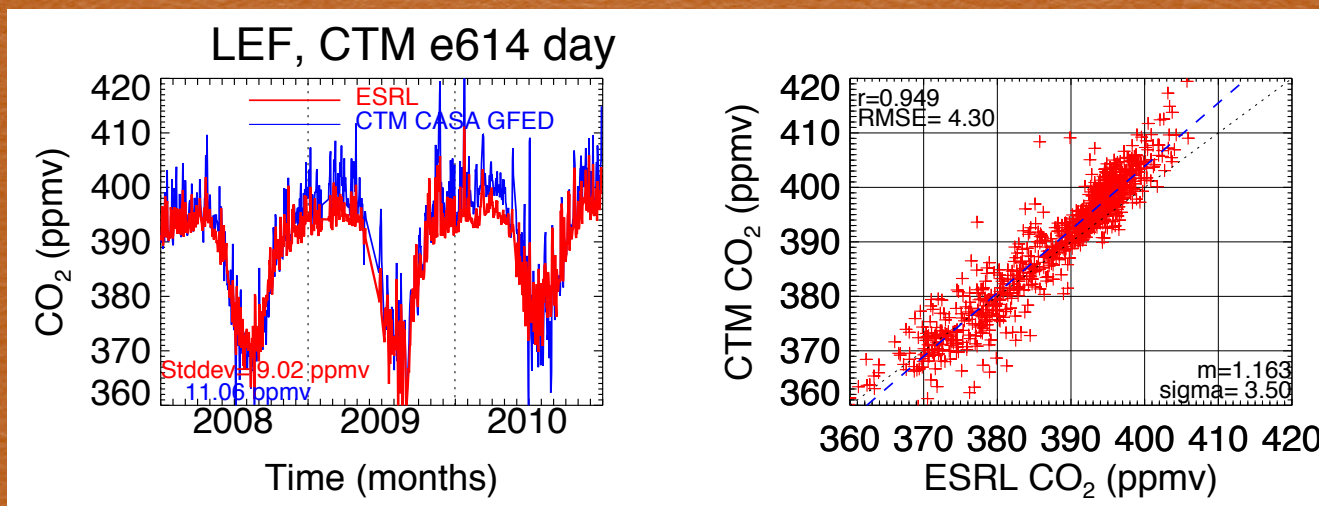 LEF, CTM e614 day
420
410
400
390
380
370
360
CO2 (ppmv)
ESRL
CTM CASA GFED
Stddev= 9.02 ppmv
11.06 ppmv
2008 2009 2010
Time (months)
420
410
400
390
380
370
360
CTM CO2 (ppmv)
r=0.949
RMSE= 4.30
m=1.163
sigma= 3.50
360 370 380 390 400 410 420
ESRL CO2 (ppmv)